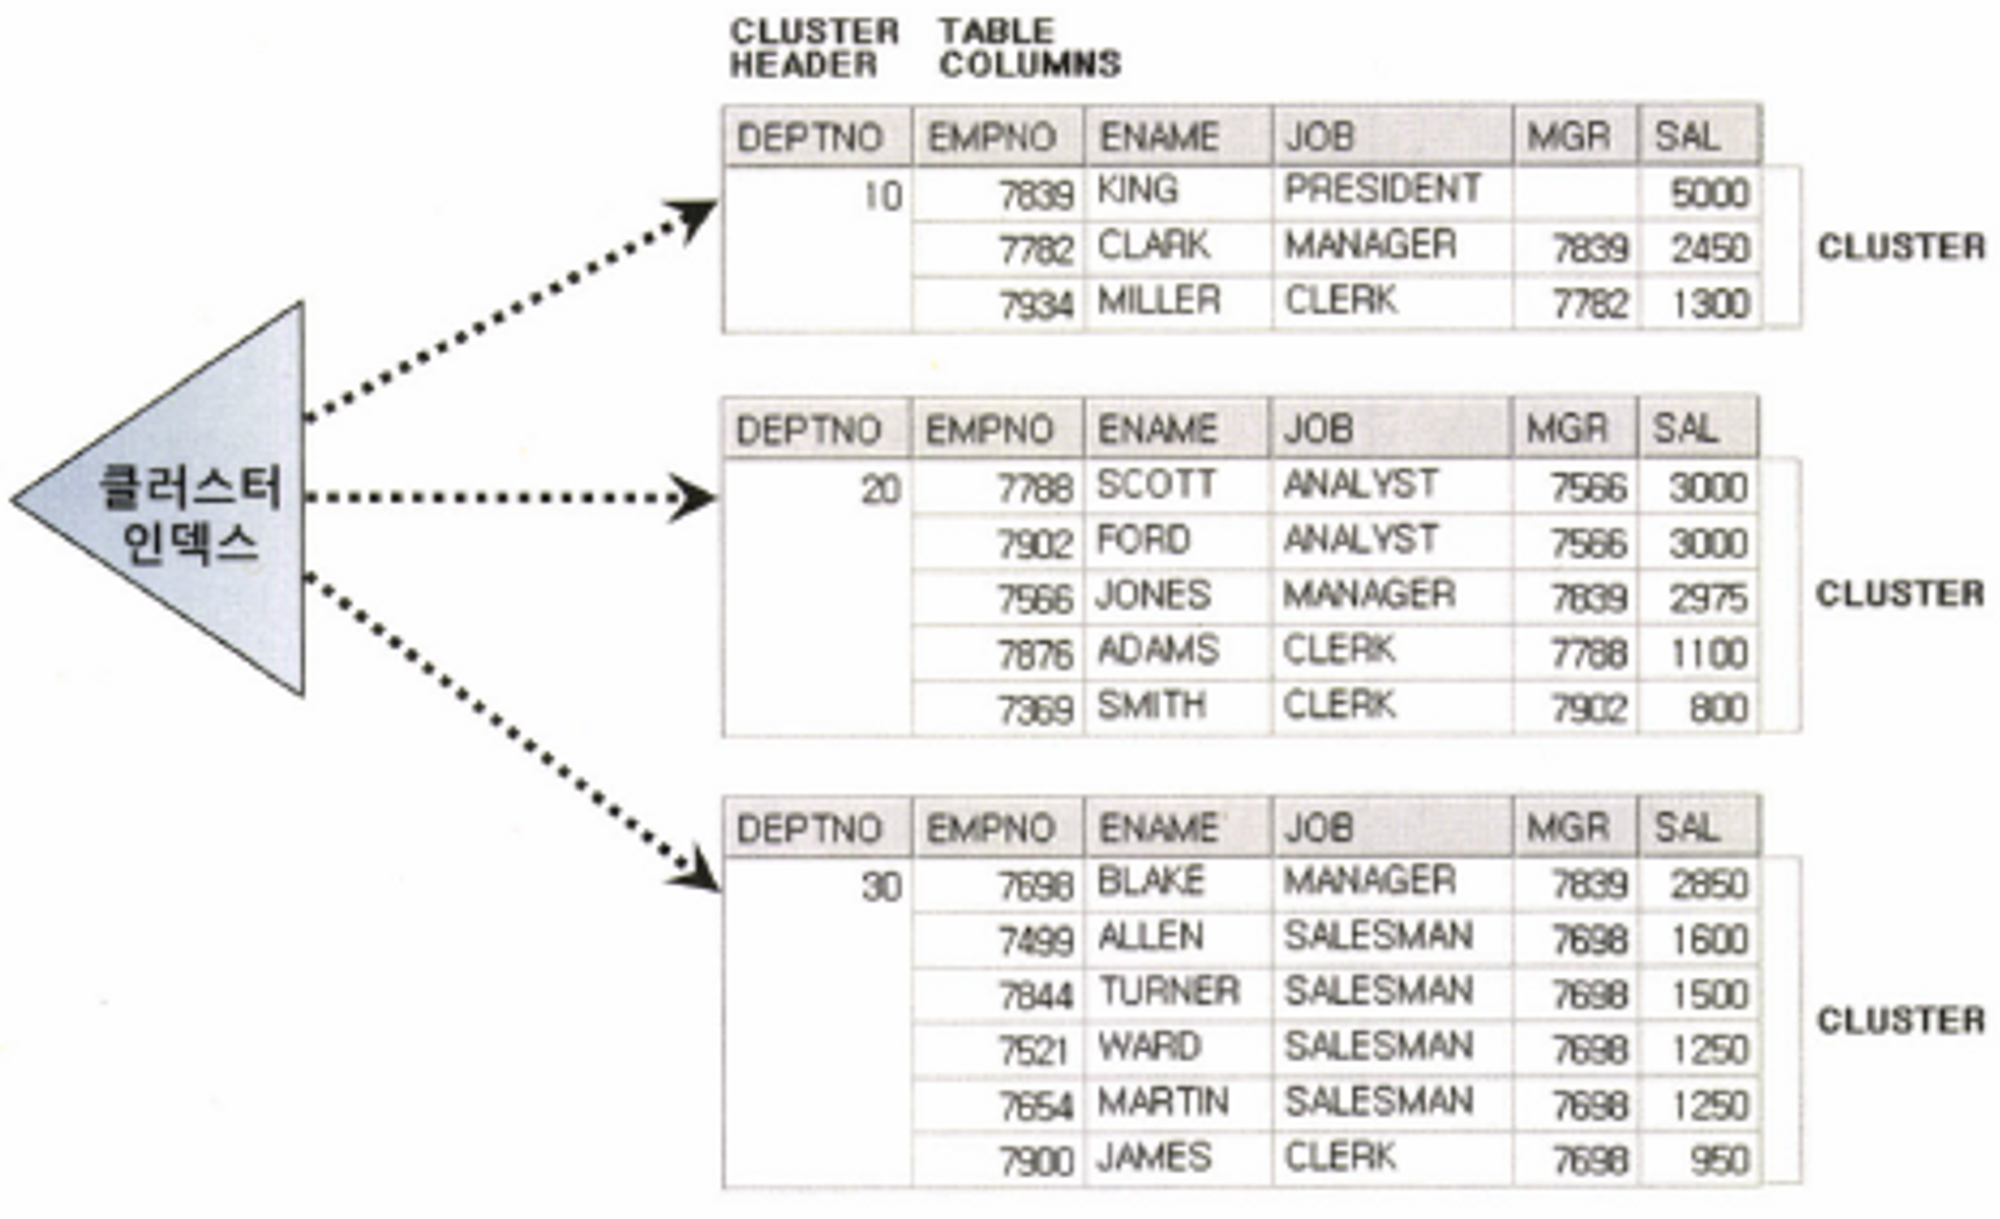 CLUSTER HEADER TABLE COLUMNS
DEPTNO EMPNO ENAME JOB MGR SAL
10 7839 KING PRESIDENT 5000
7782 CLARK MANAGER 7839 2450
7934 MILLER CLERK 7782 1300
CLUSTER
클러스터
인덱스
DEPTNO EMPNO ENAME JOB MGR SAL
20 7788 SCOTT ANALYST 7566 3000
7902 FORD ANALYST 7566 3000
7566 JONES MANAGER 7839 2975
7876 ADAMS CLERK 7788 1100
7369 SMITH CLERK 7902 800
CLUSTER
DEPTNO EMPNO ENAME JOB MGR SAL
30 7698 BLAKE MANAGER 7839 2850
7499 ALLEN SALESMAN 7698 1600
7844 TURNER SALESMAN 7698 1500
7521 WARD SALESMAN 7698 1250
7654 MARTIN SALESMAN 7698 1250
7900 JAMES CLERK 7698 950
CLUSTER